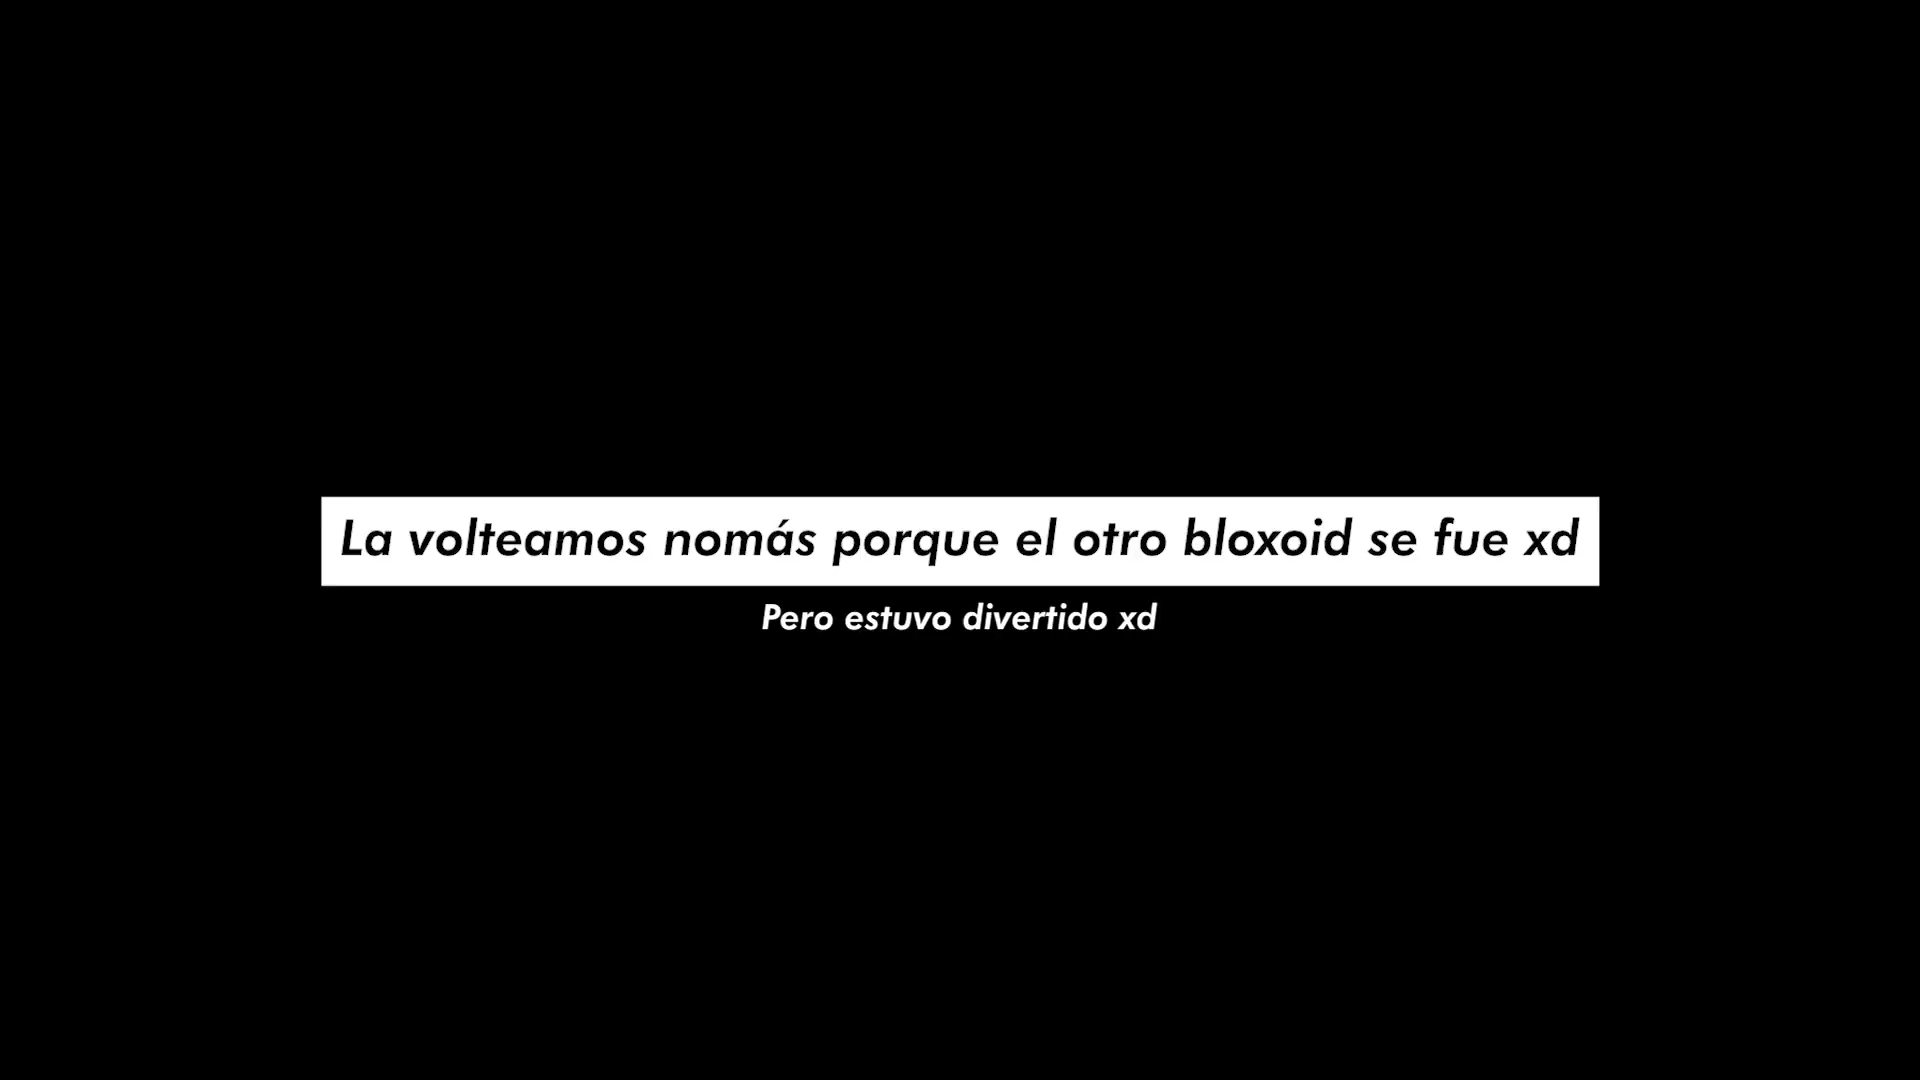 La volteamos nomás porque el otro bloxoid se fue xd
Pero estuvo divertido xd